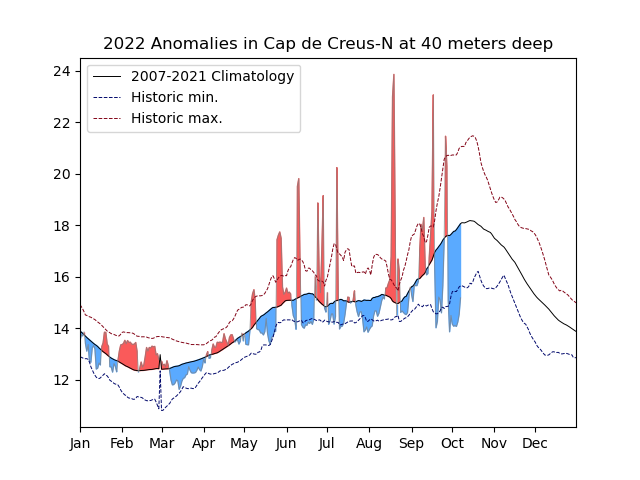 2022 Anomalies in Cap de Creus-N at 40 meters deep
2007-2021 Climatology
Historic min.
Historic max.
24
22
20
18
16
14
12
Jan Feb Mar Apr May Jun Jul Aug Sep Oct Nov Dec